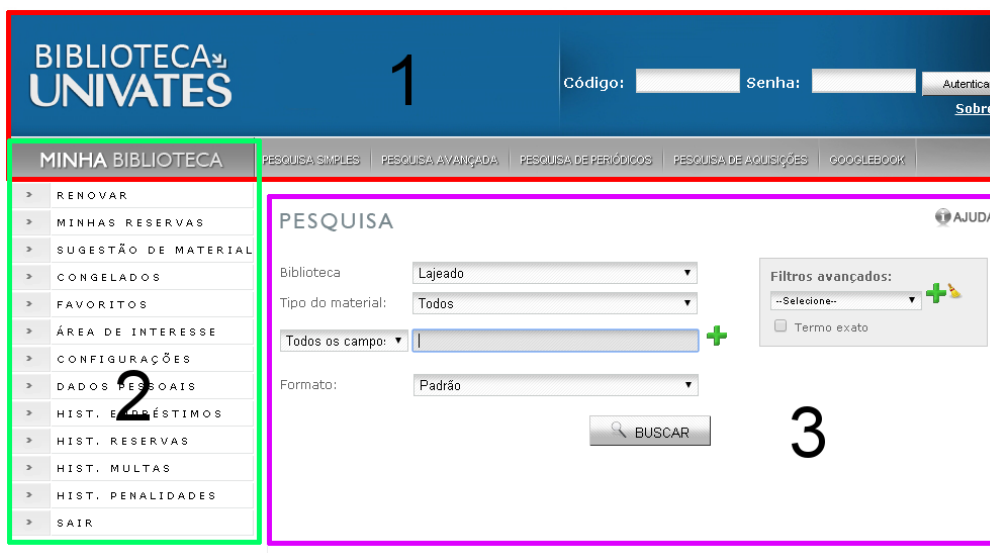 BIBLIOTECA
UNIVATES
1
Código: Senha: Autentica
Sobre
MINHA BIBLIOTECA
PESQUISA SIMPLES PESQUISA AVANÇADA PESQUISA DE PERIÓDICOS PESQUISA DE AQUISIÇÕES GOOGLEBOOK
> RENOVAR
> MINHAS RESERVAS
> SUGESTÃO DE MATERIAL
> CONGELADOS
> FAVORITOS
> ÁREA DE INTERESSE
> CONFIGURAÇÕES
> DADOS PESSOAIS
> HIST. EMPRÉSTIMOS
> HIST. RESERVAS
> HIST. MULTAS
> HIST. PENALIDADES
> SAIR
2
PESQUISA
AJUDA
Biblioteca Lajeado
Tipo do material: Todos
Todos os campo:
Formato: Padrão
BUSCAR
Filtros avançados:
--Selecione--
Termo exato
3